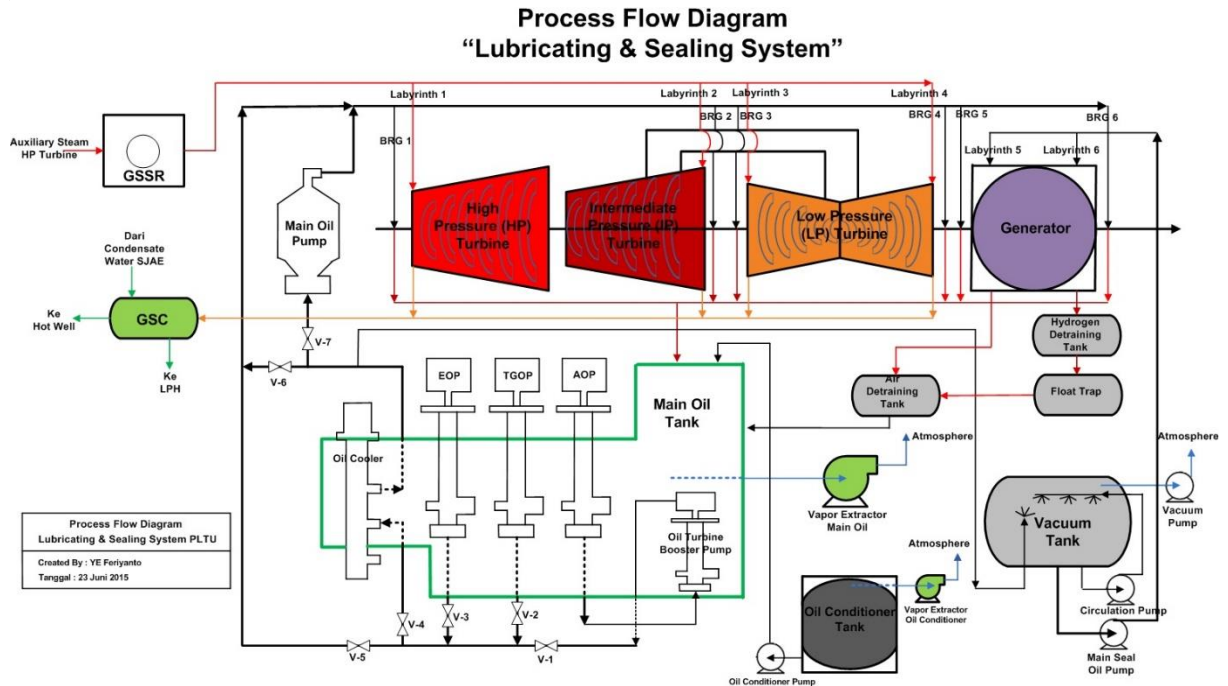 Process Flow Diagram
“Lubricating & Sealing System”
Labyrinth 1
Labyrinth 2
Labyrinth 3
Labyrinth 4
BRG 1
BRG 2
BRG 3
BRG 4
BRG 5
BRG 6
Labyrinth 5
Labyrinth 6
Auxiliary Steam
HP Turbine
GSSR
Main Oil
Pump
High
Pressure (HP)
Turbine
Intermediate
Pressure (IP)
Turbine
Low Pressure
(LP) Turbine
Generator
Dari
Condensate
Water SJAE
Ke
Hot Well
GSC
Ke
LPH
V-7
V-6
EOP
TGOP
AOP
Main Oil
Tank
Hydrogen
Detraining
Tank
Air
Detraining
Tank
Float Trap
Oil Cooler
Atmosphere
Vapor Extractor
Main Oil
Atmosphere
Vacuum
Pump
Vacuum
Tank
Oil Turbine
Booster Pump
Process Flow Diagram
Lubricating & Sealing System PLTU
Created By : YE Feriyanto
Tanggal : 23 Juni 2015
Atmosphere
Oil Conditioner
Tank
Vapor Extractor
Oil Conditioner
Circulation Pump
V-4
V-3
V-2
V-5
V-1
Oil Conditioner Pump
Main Seal
Oil Pump